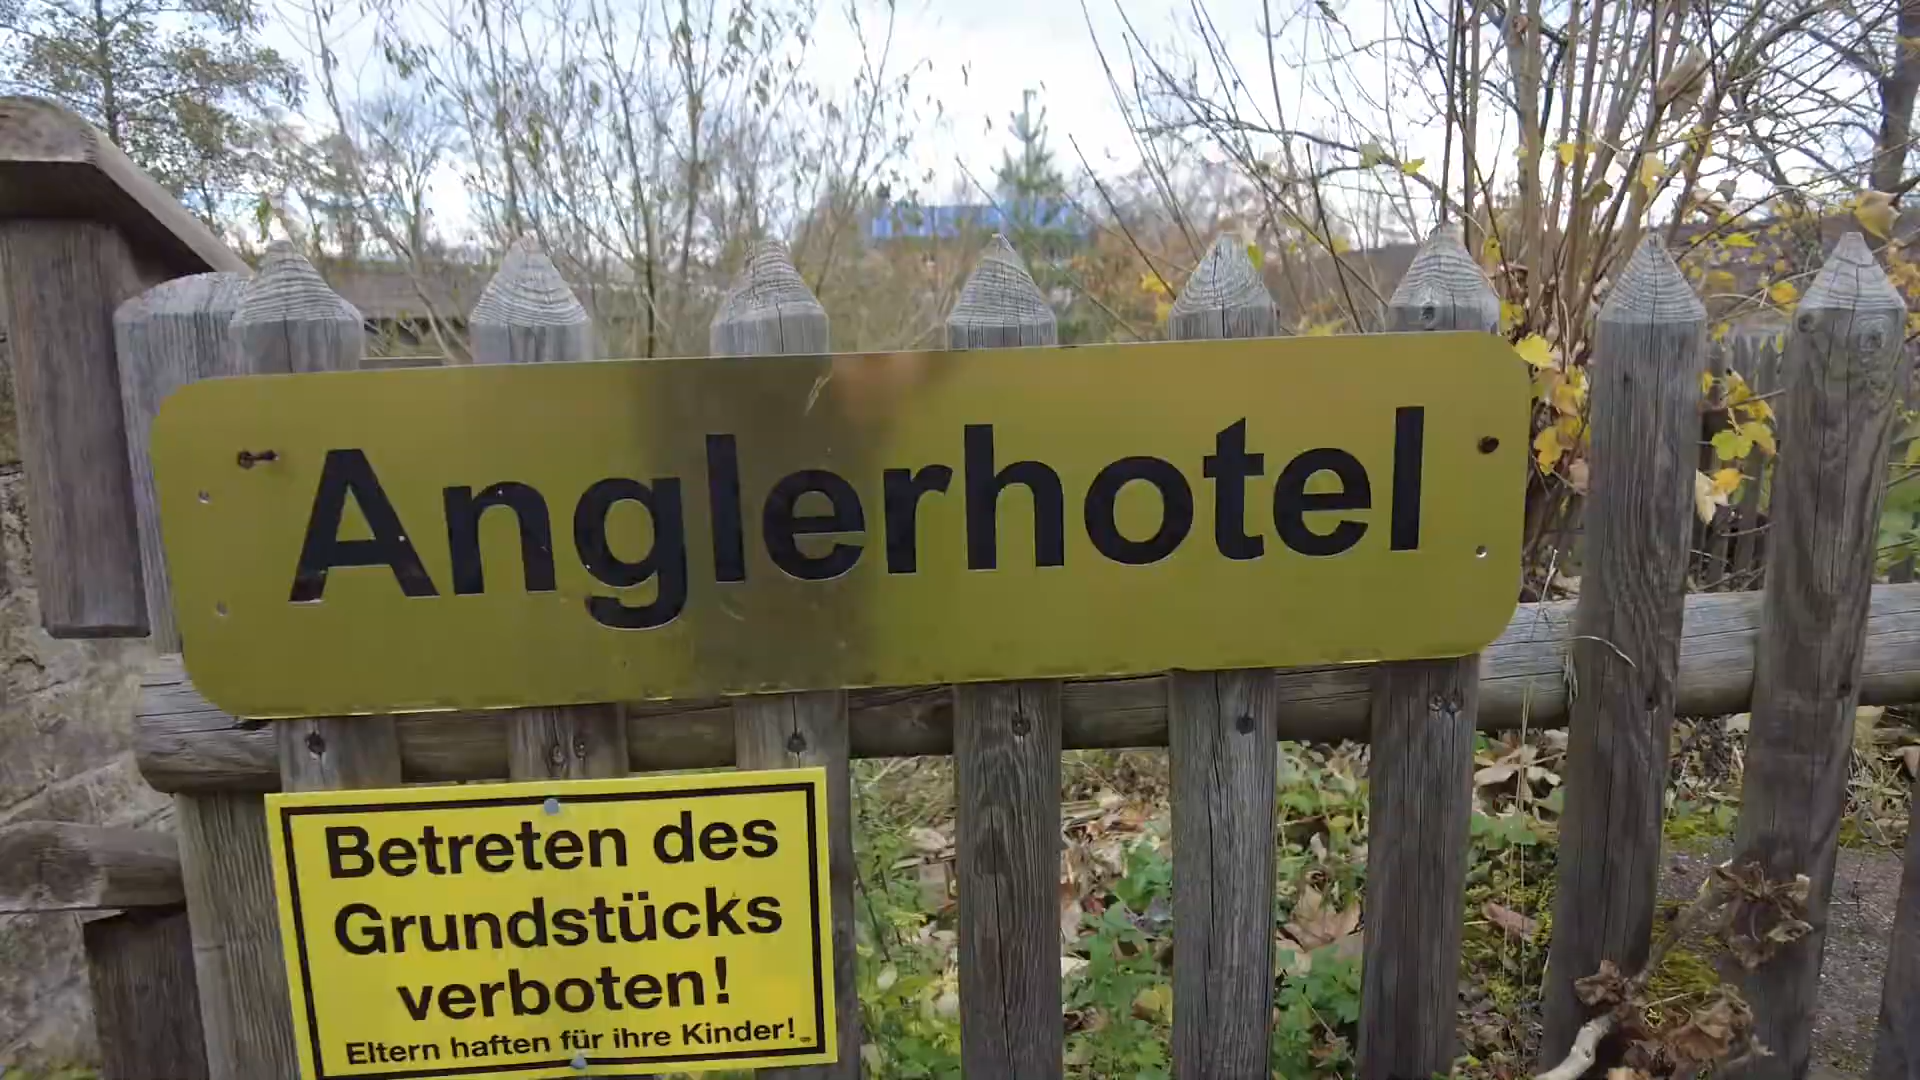 Anglerhotel
Betreten des
Grundstücks
verboten!
Eltern haften für ihre Kinder!